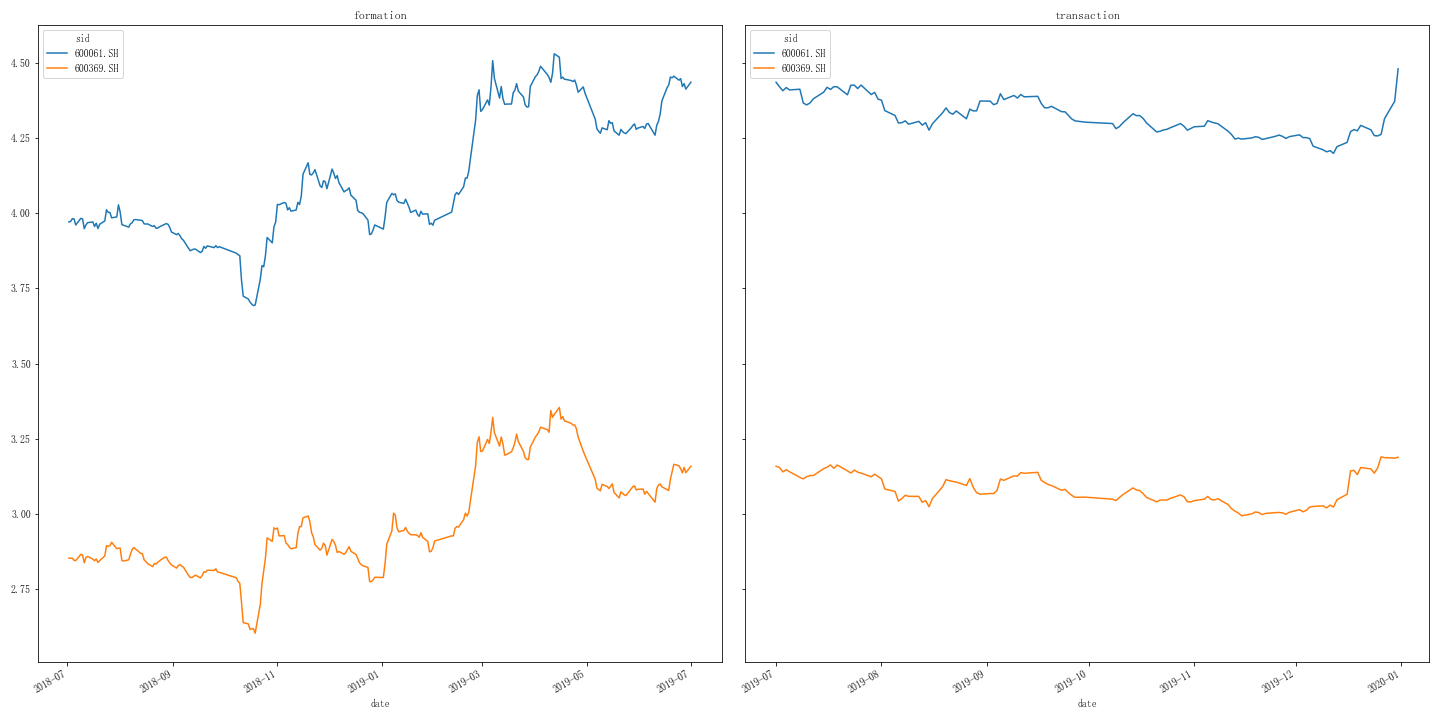 formation
sid
600061.SH
600369.SH
4.50
4.25
4.00
3.75
3.50
3.25
3.00
2.75
2018-07
2018-09
2018-11
2019-01
2019-03
2019-05
2019-07
date
transaction
sid
600061.SH
600369.SH
2019-07
2019-08
2019-09
2019-10
2019-11
2019-12
2020-01
date